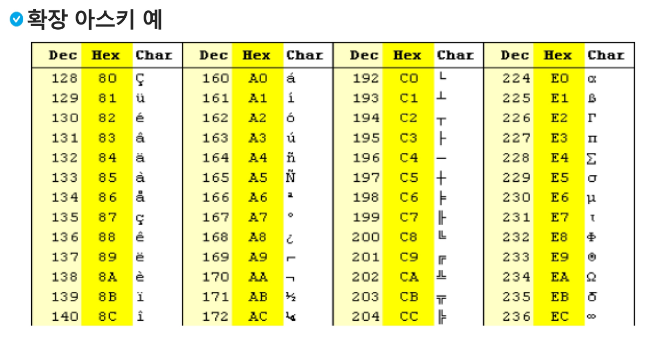 확장 아스키 예
Dec Hex Char Dec Hex Char Dec Hex Char Dec Hex Char
128 80 Ç 160 A0 á 192 C0 └ 224 E0 α
129 81 ü 161 A1 í 193 C1 ┴ 225 E1 ß
130 82 é 162 A2 ó 194 C2 ┬ 226 E2 Γ
131 83 â 163 A3 ú 195 C3 ├ 227 E3 π
132 84 ä 164 A4 ñ 196 C4 ─ 228 E4 Σ
133 85 à 165 A5 Ñ 197 C5 ┼ 229 E5 σ
134 86 å 166 A6 ª 198 C6 ╞ 230 E6 µ
135 87 ç 167 A7 º 199 C7 ╟ 231 E7 τ
136 88 ê 168 A8 ¿ 200 C8 ╚ 232 E8 Φ
137 89 ë 169 A9 ⌐ 201 C9 ╔ 233 E9 ⊚
138 8A è 170 AA ¬ 202 CA ╩ 234 EA Ω
139 8B ï 171 AB ½ 203 CB ╦ 235 EB δ
140 8C î 172 AC ¼ 204 CC ╠ 236 EC ∞